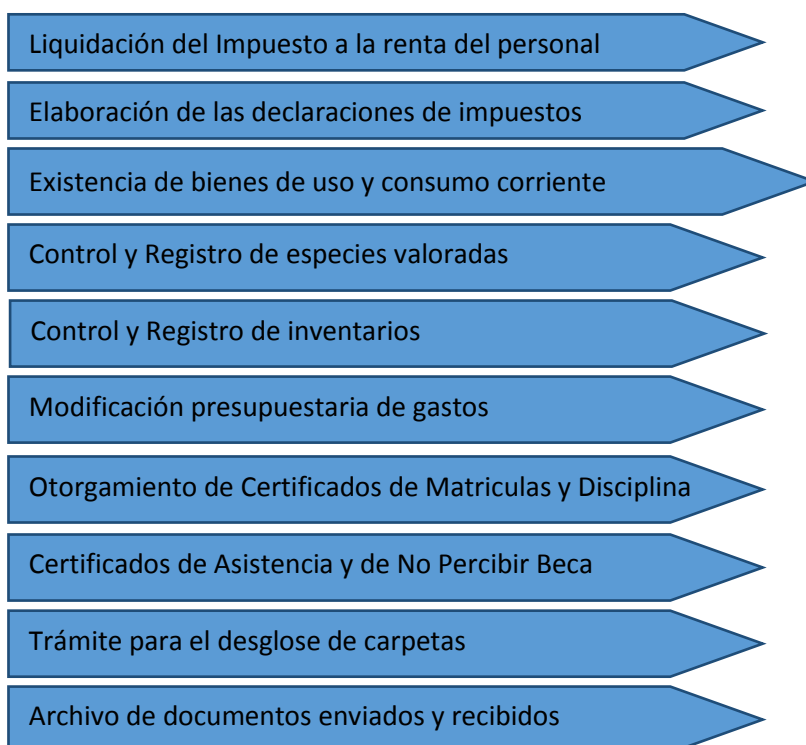 Liquidación del Impuesto a la renta del personal
Elaboración de las declaraciones de impuestos
Existencia de bienes de uso y consumo corriente
Control y Registro de especies valoradas
Control y Registro de inventarios
Modificación presupuestaria de gastos
Otorgamiento de Certificados de Matriculas y Disciplina
Certificados de Asistencia y de No Percibir Beca
Trámite para el desglose de carpetas
Archivo de documentos enviados y recibidos